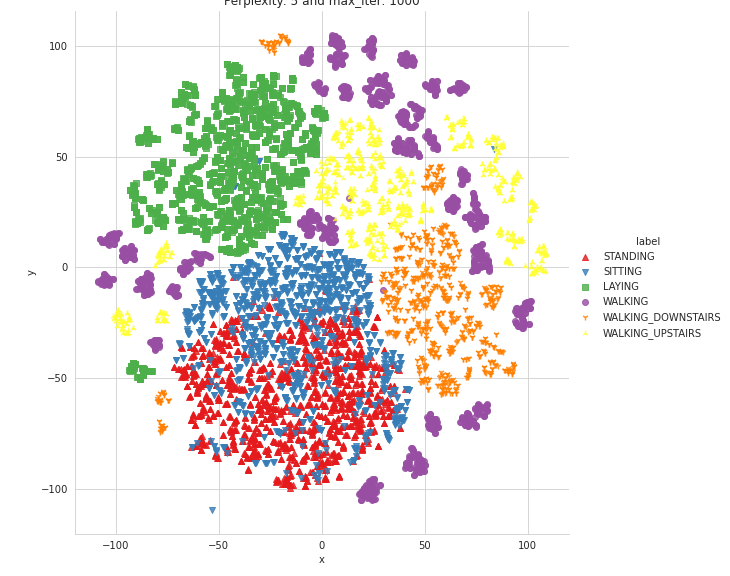 Perplexity: 5 and max_iter: 1000
100
50
0
−50
−100
y
−100
−50
0
50
100
x
label
STANDING
SITTING
LAYING
WALKING
WALKING_DOWNSTAIRS
WALKING_UPSTAIRS